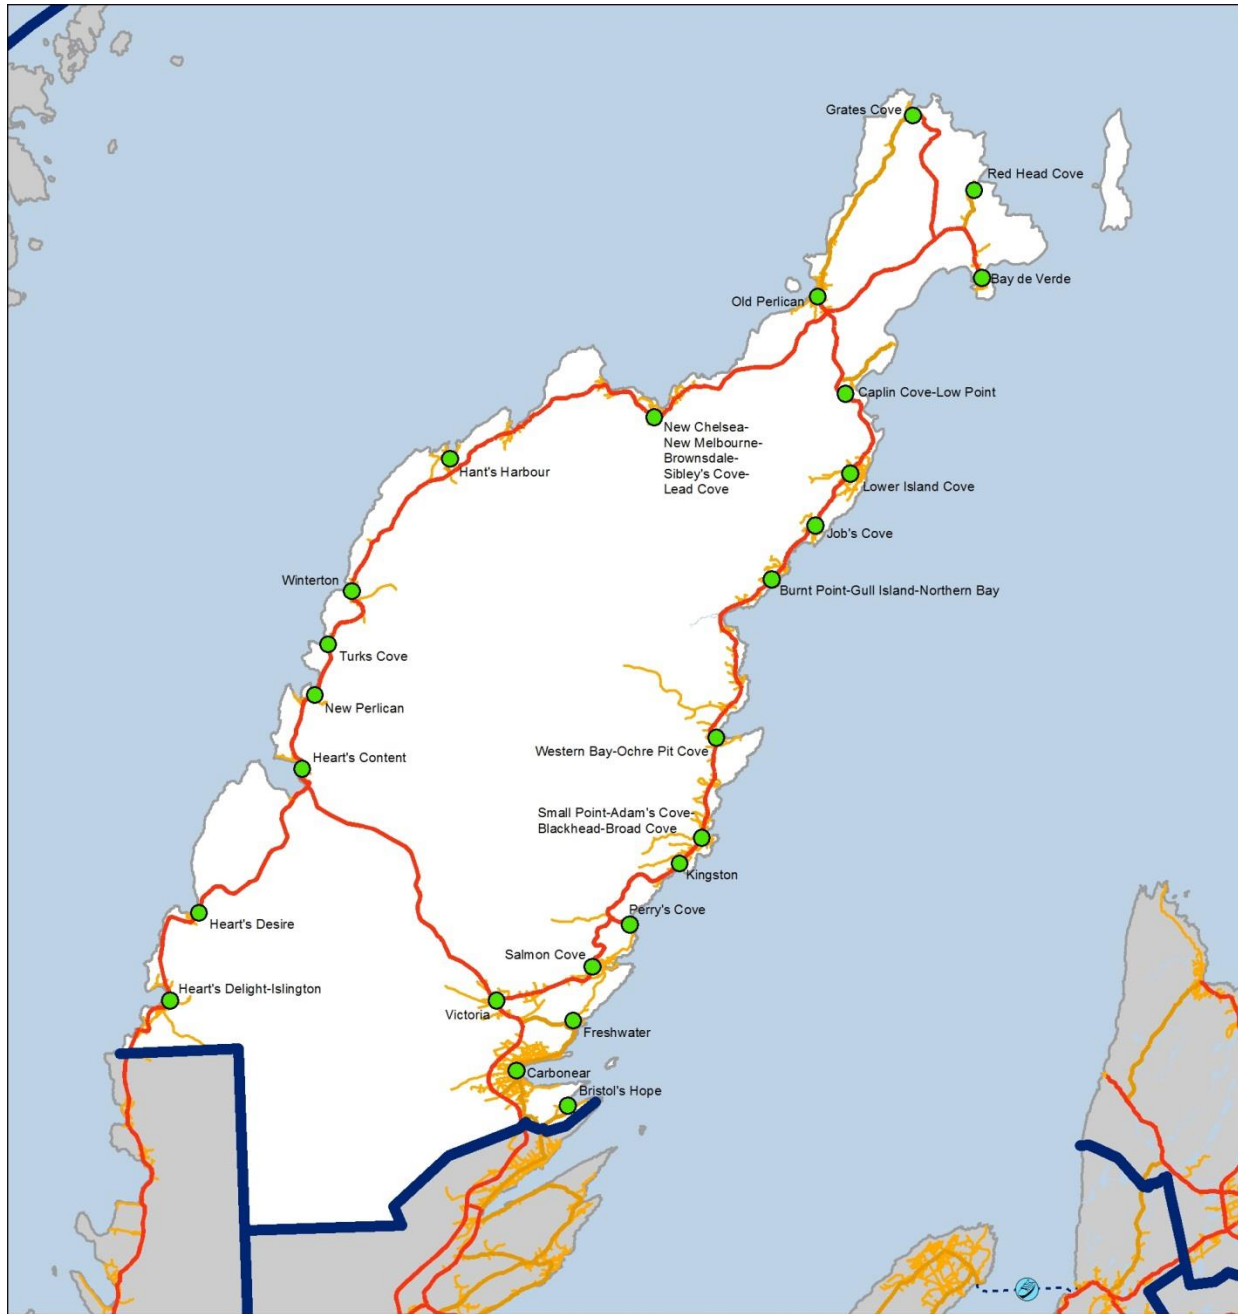 Grates Cove
Red Head Cove
Bay de Verde
Old Perlican
Caplin Cove-Low Point
New Chelsea-
New Melbourne-
Brownsdale-
Sibley's Cove-
Lead Cove
Hant's Harbour
Lower Island Cove
Job's Cove
Winterton
Burnt Point-Gull Island-Northern Bay
Turks Cove
New Perlican
Western Bay-Ochre Pit Cove
Heart's Content
Small Point-Adam's Cove-
Blackhead-Broad Cove
Kingston
Perry's Cove
Heart's Desire
Salmon Cove
Heart's Delight-Islington
Victoria
Freshwater
Carbonear
Bristol's Hope